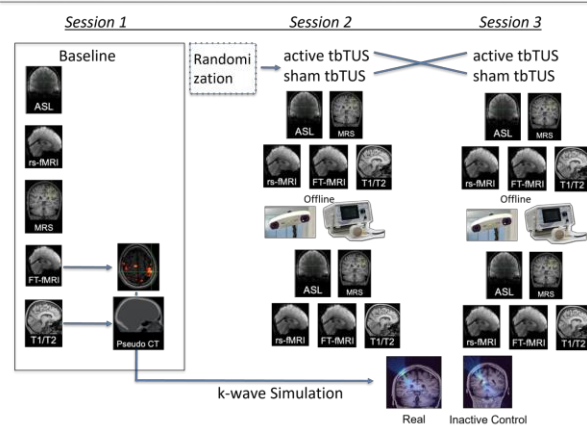 Session 1
Session 2
Session 3
Baseline
ASL
rs-fMRI
MRS
FT-fMRI
T1/T2
Pseudo CT
Randomi
zation
active tbTUS
sham tbTUS
ASL
MRS
rs-fMRI
FT-fMRI
T1/T2
Offline
ASL
MRS
rs-fMRI
FT-fMRI
T1/T2
active tbTUS
sham tbTUS
ASL
MRS
rs-fMRI
FT-fMRI
T1/T2
Offline
ASL
MRS
rs-fMRI
FT-fMRI
T1/T2
k-wave Simulation
Real
Inactive Control